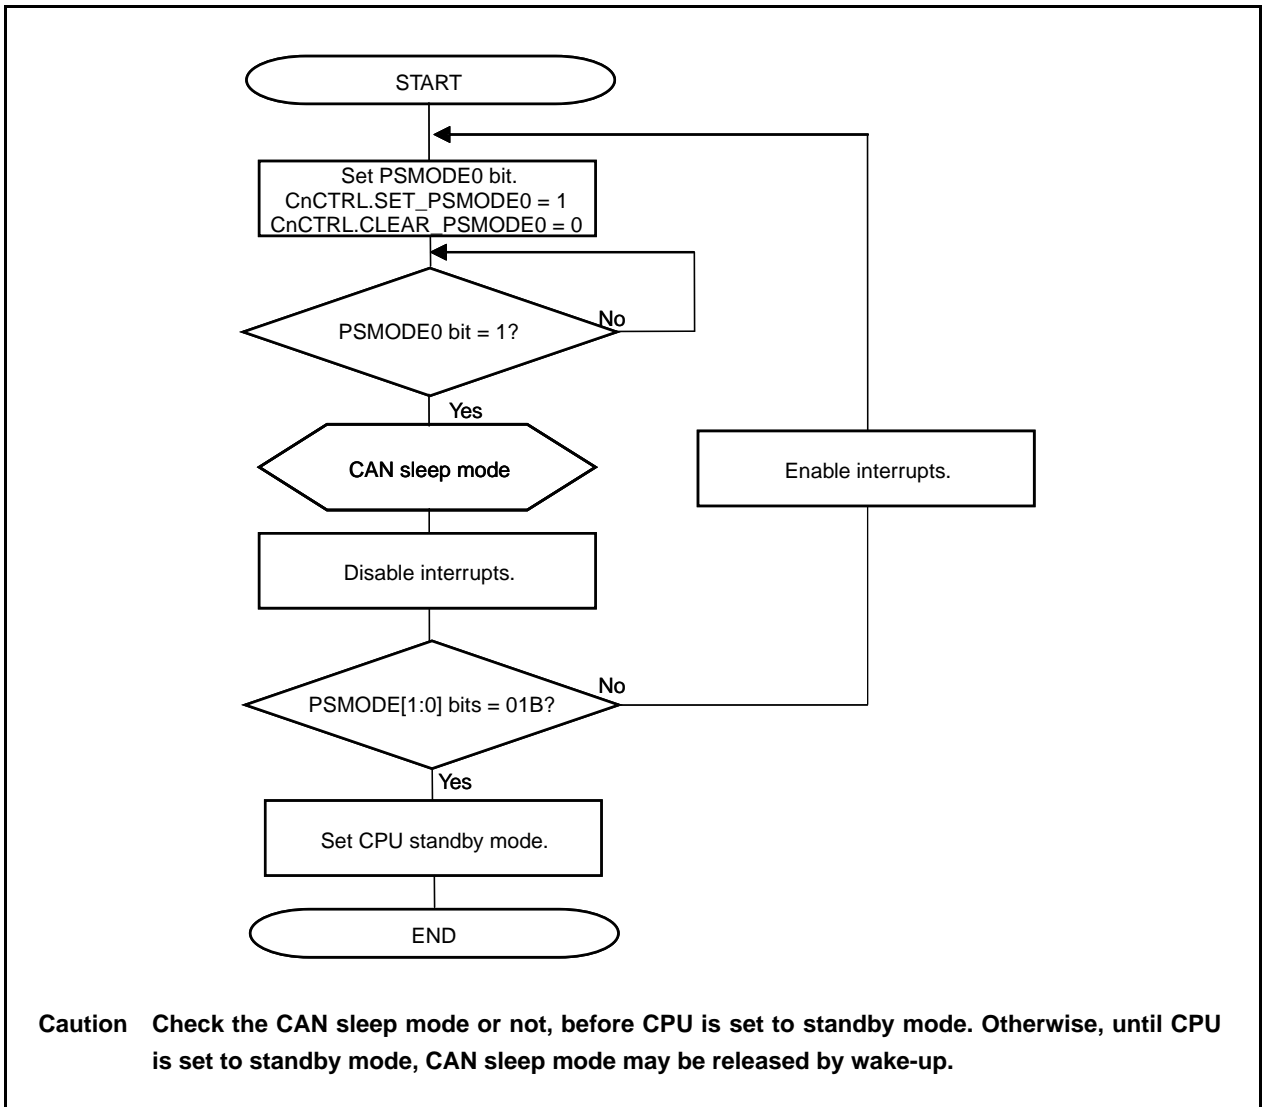 START
Set PSMODE0 bit.
CnCTRL.SET_PSMODE0 = 1
CnCTRL.CLEAR_PSMODE0 = 0
No
PSMODE0 bit = 1?
Yes
CAN sleep mode
Enable interrupts.
Disable interrupts.
No
PSMODE[1:0] bits = 01B?
Yes
Set CPU standby mode.
END
Caution Check the CAN sleep mode or not, before CPU is set to standby mode. Otherwise, until CPU
is set to standby mode, CAN sleep mode may be released by wake-up.